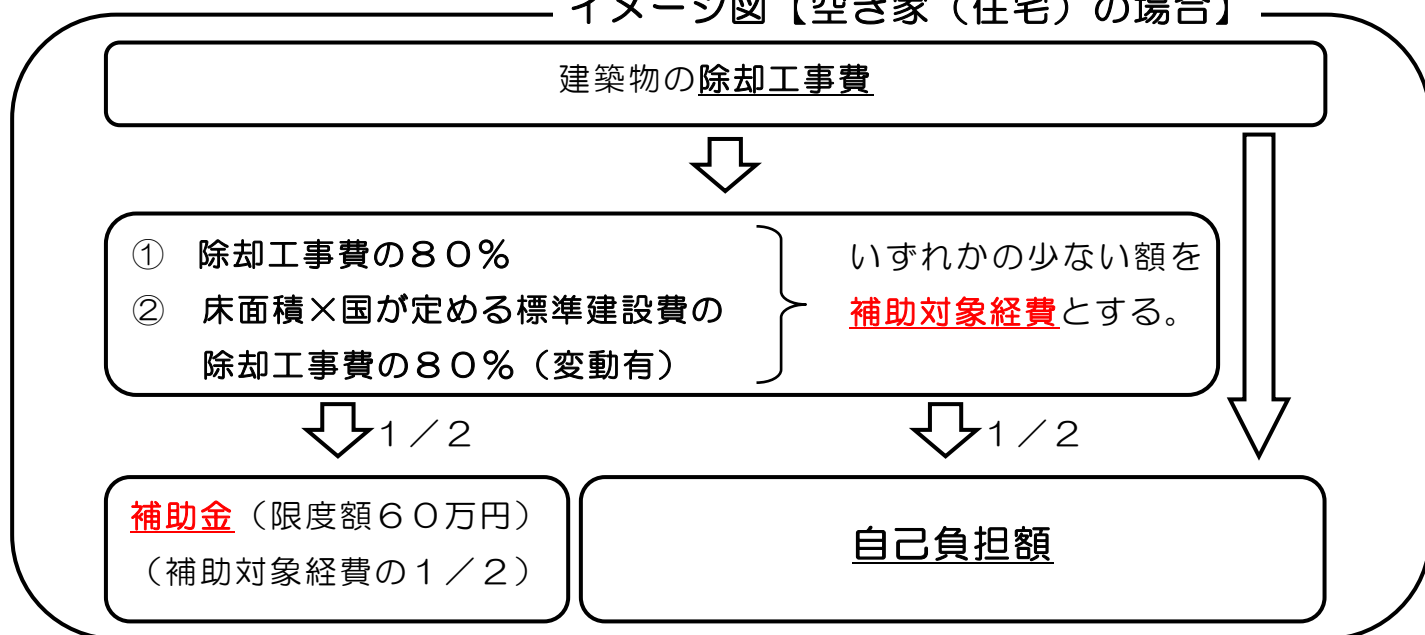 イメージ図【空き家（住宅）の場合】
建築物の除却工事費
①　除却工事費の８０％
②　床面積×国が定める標準建設費の
除却工事費の８０％（変動有）
いずれかの少ない額を
補助対象経費とする。
１／２
１／２
補助金（限度額６０万円）
（補助対象経費の１／２）
自己負担額